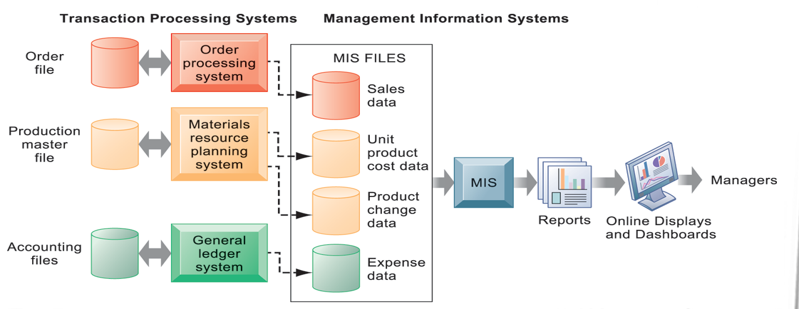 Transaction Processing Systems
Management Information Systems
Order
file
Order
processing
system
MIS FILES
Sales
data
Production
master
file
Materials
resource
planning
system
Unit
product
cost data
Product
change
data
MIS
Reports
Online Displays
and Dashboards
Managers
Accounting
files
General
ledger
system
Expense
data